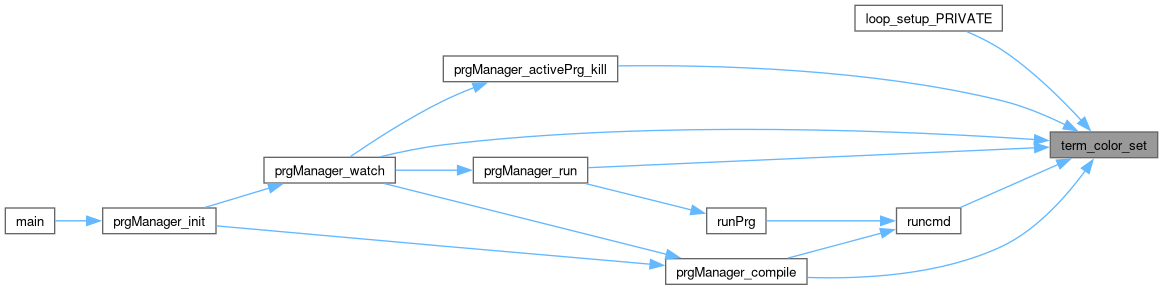 loop_setup_PRIVATE
prgManager_activePrg_kill
term_color_set
prgManager_watch
prgManager_run
main
prgManager_init
runPrg
runcmd
prgManager_compile